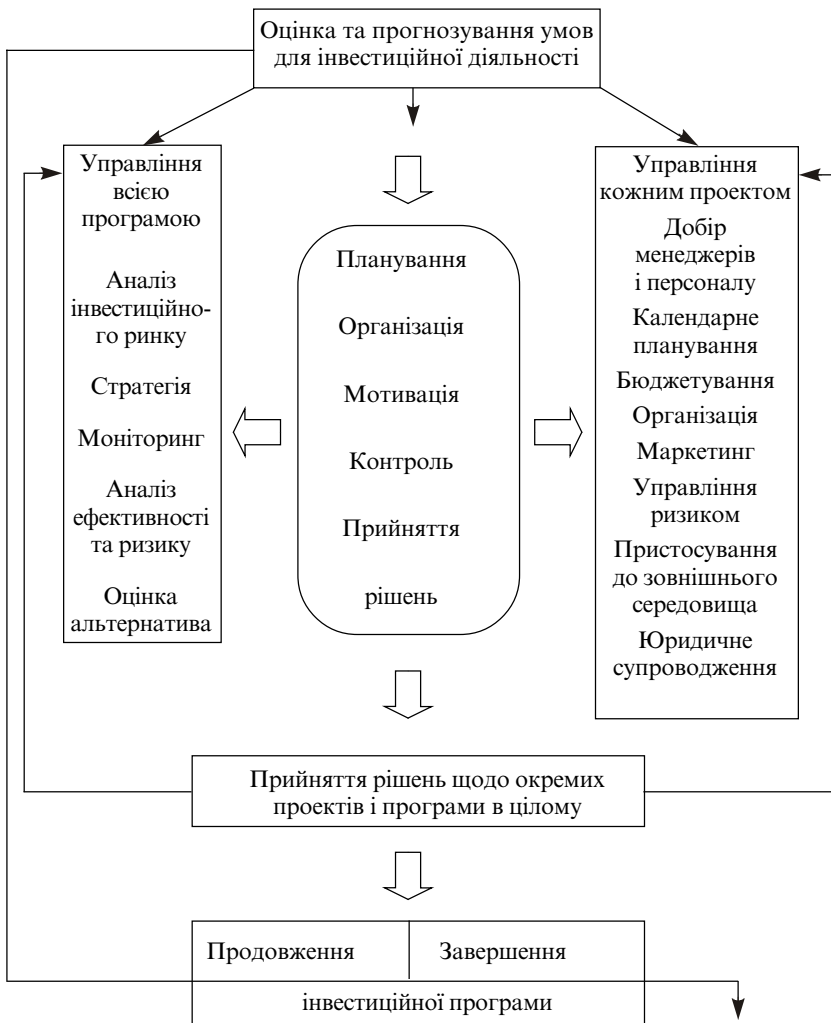 Оцінка та прогнозування умов
для інвестиційної діяльності
Управління
всією
програмою
Аналіз
інвестиційно-
го ринку
Стратегія
Моніторинг
Аналіз
ефективності
та ризику
Оцінка
альтернатива
Планування
Організація
Мотивація
Контроль
Прийняття
рішень
Управління
кожним проектом
Добір
менеджерів
і персоналу
Календарне
планування
Бюджетування
Організація
Маркетинг
Управління
ризиком
Пристосування
до зовнішнього
середовища
Юридичне
супроводження
Прийняття рішень щодо окремих
проектів і програми в цілому
Продовження
Завершення
інвестиційної програми